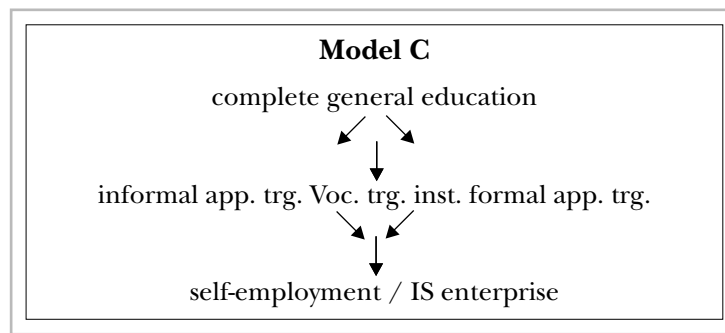 Model C
complete general education
informal app. trg. Voc. trg. inst. formal app. trg.
self-employment / IS enterprise